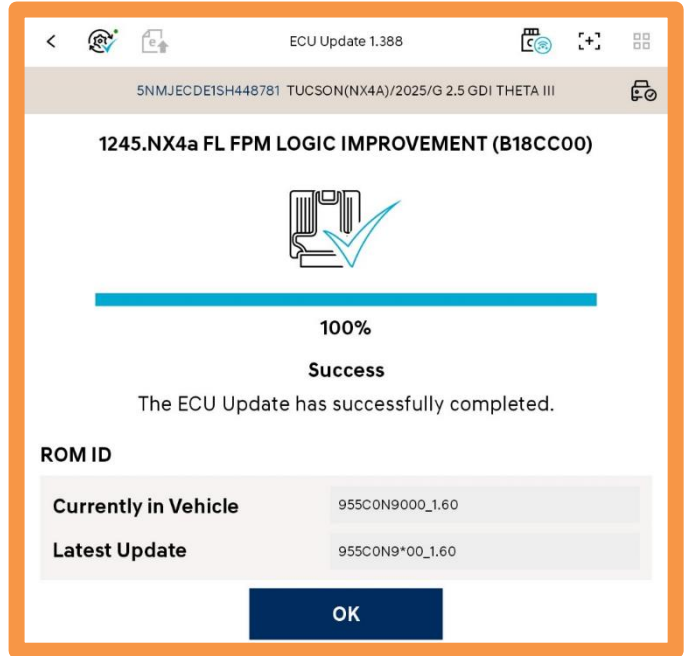 ECU Update 1.388
5NMJECDE1SH448781 TUCSON(NX4A)/2025/G 2.5 GDI THETA III
1245.NX4a FL FPM LOGIC IMPROVEMENT (B18CC00)
100%
Success
The ECU Update has successfully completed.
ROM ID
Currently in Vehicle 955C0N9000_1.60
Latest Update 955C0N9*00_1.60
OK